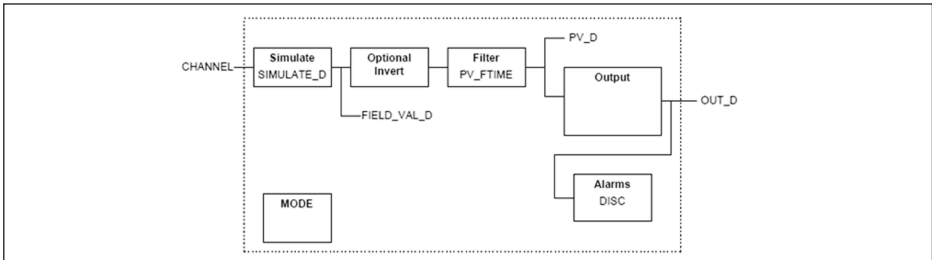 CHANNEL
Simulate
SIMULATE_D
Optional
Invert
Filter
PV_FTIME
PV_D
Output
OUT_D
FIELD_VAL_D
Alarms
DISC
MODE